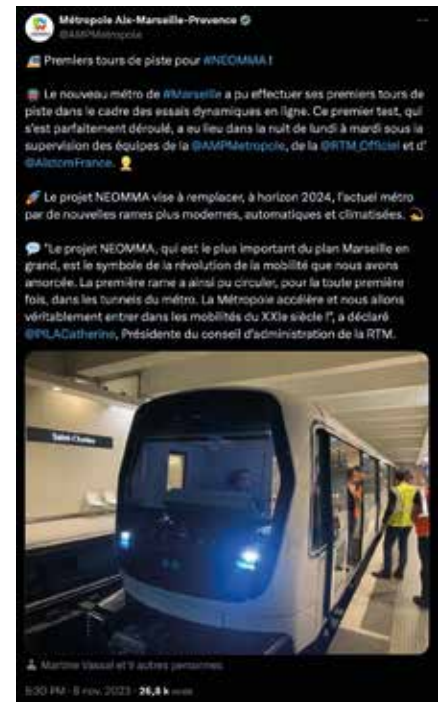 Métropole Aix-Marseille-Provence
@AMPMetropole
Premiers tours de piste pour #NEOMMA !
Le nouveau métro de #Marseille a pu effectuer ses premiers tours de
piste dans le cadre des essais dynamiques en ligne. Ce premier test, qui
s'est parfaitement déroulé, a eu lieu dans la nuit de lundi à mardi sous la
supervision des équipes de la @AMPMetropole, de la @RTM_Officiel et d'
@AlstomFrance.
Le projet NEOMMA vise à remplacer, à horizon 2024, l'actuel métro
par de nouvelles rames plus modernes, automatiques et climatisées.
"Le projet NEOMMA, qui est le plus important du plan Marseille en
grand, est le symbole de la révolution de la mobilité que nous avons
amorcée. La première rame a ainsi pu circuler, pour la toute première
fois, dans les tunnels du métro. La Métropole accélère et nous allons
véritablement entrer dans les mobilités du XXIe siècle !", a déclaré
@PILACatherine, Présidente du conseil d'administration de la RTM.
Saint-Charles
Martine Vassal et 9 autres personnes
5:30 PM · 8 nov. 2023 · 26,8 k vues